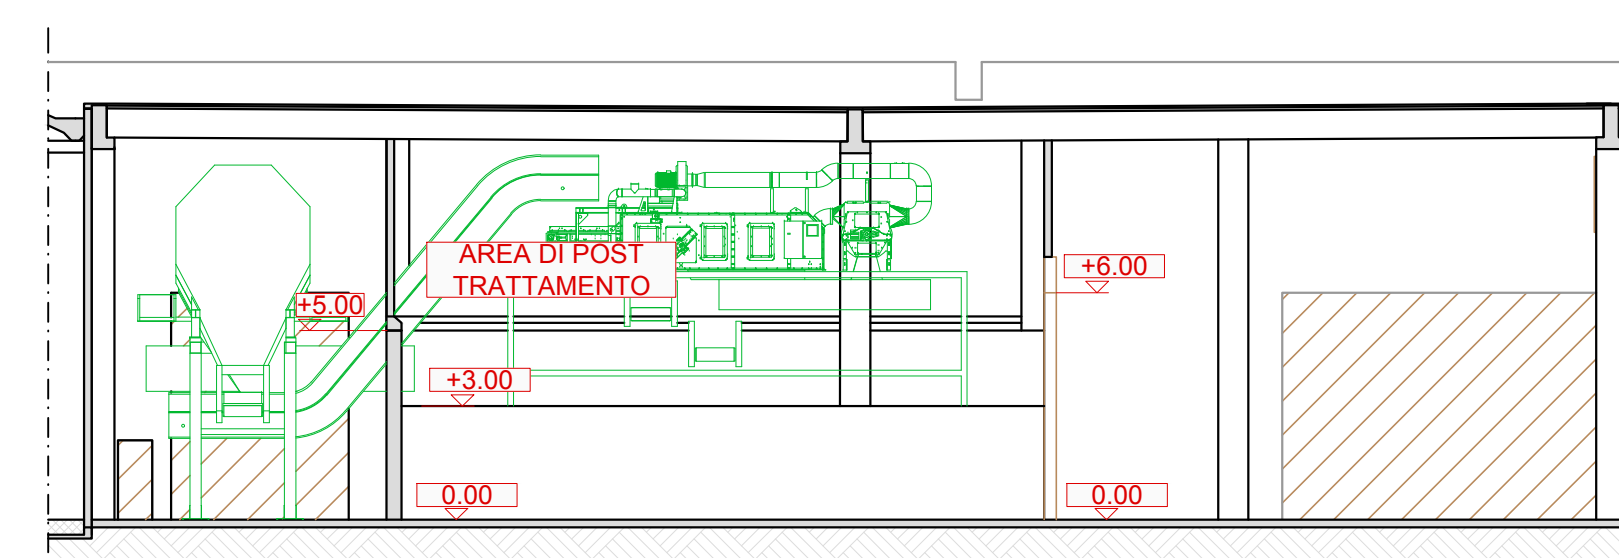 AREA DI POST
TRATTAMENTO
+6.00
+5.00
+3.00
0.00
0.00